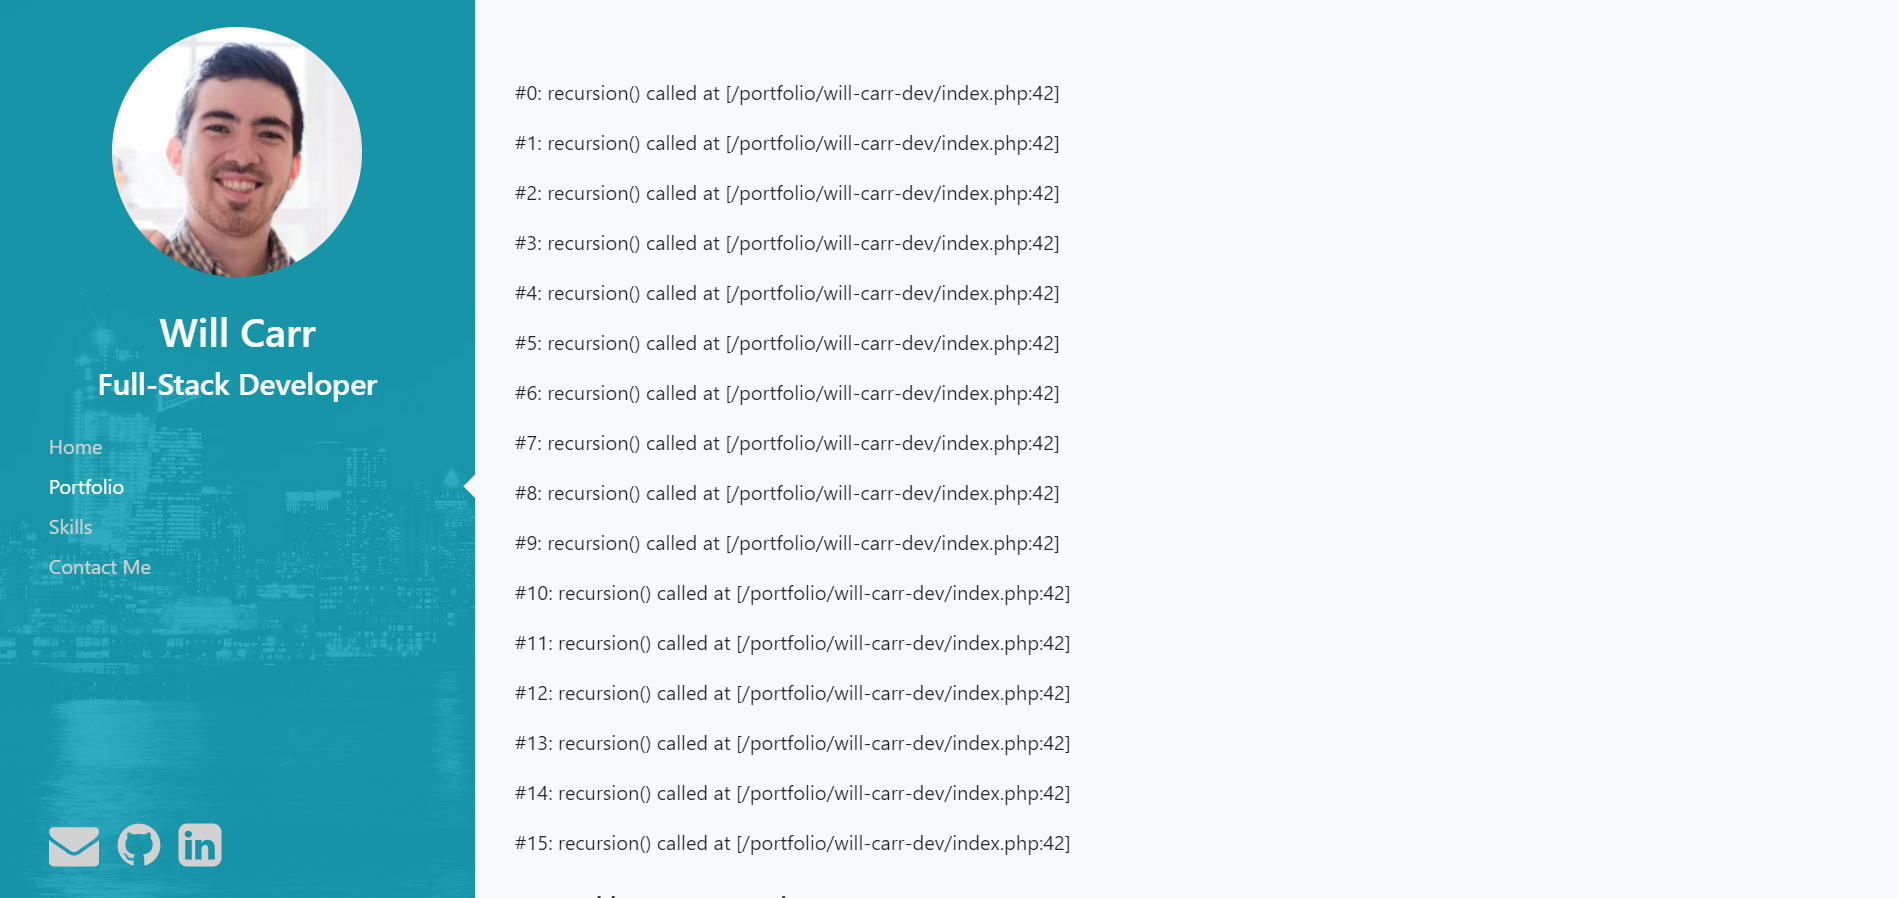 Will Carr
Full-Stack Developer
Home
Portfolio
Skills
Contact Me
in
#0: recursion() called at [/portfolio/will-carr-dev/index.php:42]
#1: recursion() called at [/portfolio/will-carr-dev/index.php:42]
#2: recursion() called at [/portfolio/will-carr-dev/index.php:42]
#3: recursion() called at [/portfolio/will-carr-dev/index.php:42]
#4: recursion() called at [/portfolio/will-carr-dev/index.php:42]
#5: recursion() called at [/portfolio/will-carr-dev/index.php:42]
#6: recursion() called at [/portfolio/will-carr-dev/index.php:42]
#7: recursion() called at [/portfolio/will-carr-dev/index.php:42]
#8: recursion() called at [/portfolio/will-carr-dev/index.php:42]
#9: recursion() called at [/portfolio/will-carr-dev/index.php:42]
#10: recursion() called at [/portfolio/will-carr-dev/index.php:42]
#11: recursion() called at [/portfolio/will-carr-dev/index.php:42]
#12: recursion() called at [/portfolio/will-carr-dev/index.php:42]
#13: recursion() called at [/portfolio/will-carr-dev/index.php:42]
#14: recursion() called at [/portfolio/will-carr-dev/index.php:42]
#15: recursion() called at [/portfolio/will-carr-dev/index.php:42]